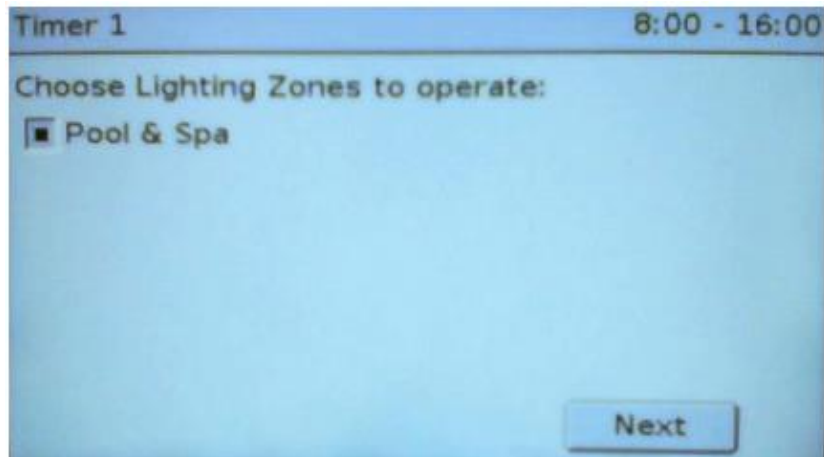 Timer 1 8:00 - 16:00
Choose Lighting Zones to operate:
Pool & Spa
Next